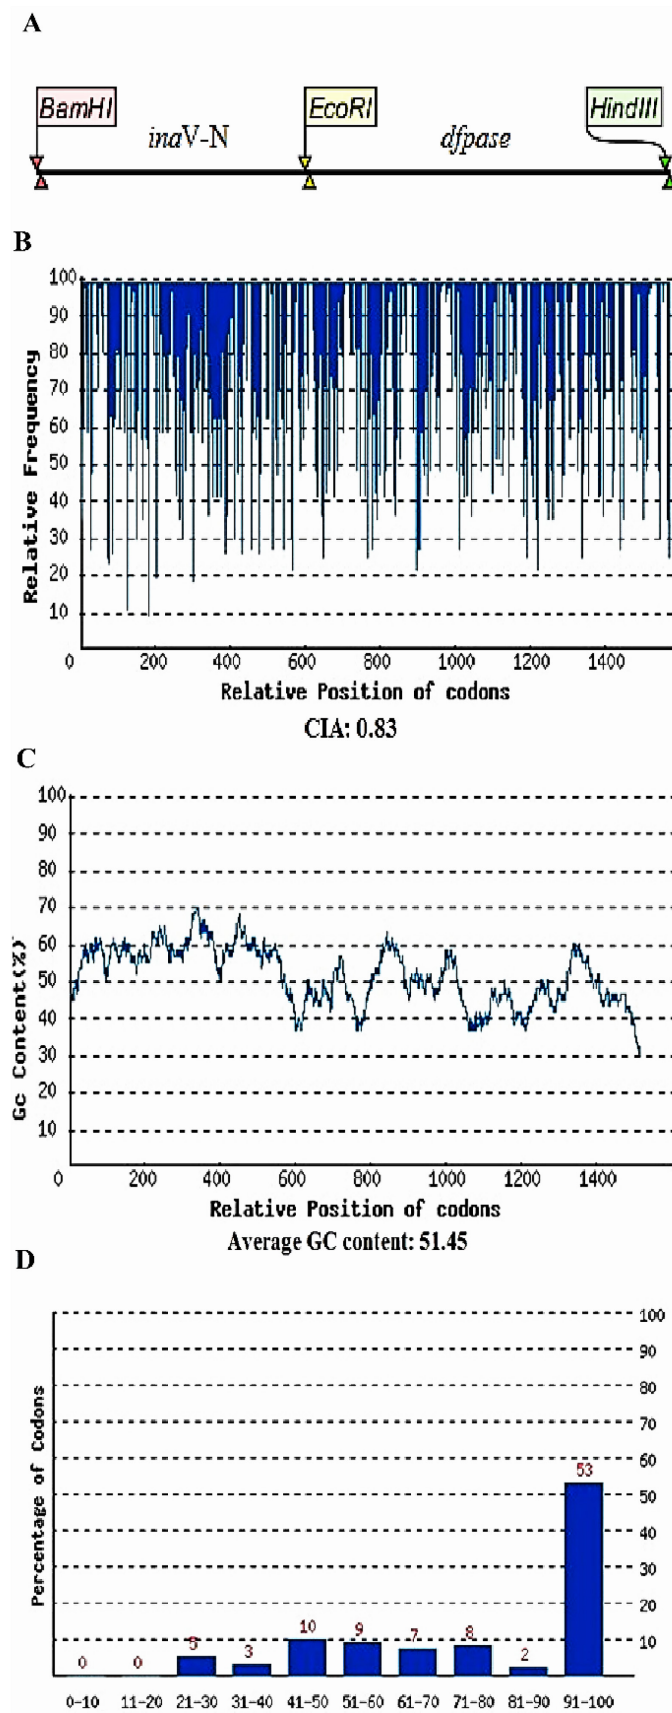 A
BamHI EcoRI HindIII
inaV-N dfpase
B
100
90
80
70
60
50
40
30
20
10
Relative Frequency
0 200 400 600 800 1000 1200 1400
Relative Position of codons
CIA: 0.83
C
100
90
80
70
60
50
40
30
20
10
Gc Content(%)
0 200 400 600 800 1000 1200 1400
Relative Position of codons
Average GC content: 51.45
D
100
90
80
70
60
50
40
30
20
10
Percentage of Codons
0 0 5 3 10 9 7 8 2 53
0-10 11-20 21-30 31-40 41-50 51-60 61-70 71-80 81-90 91-100